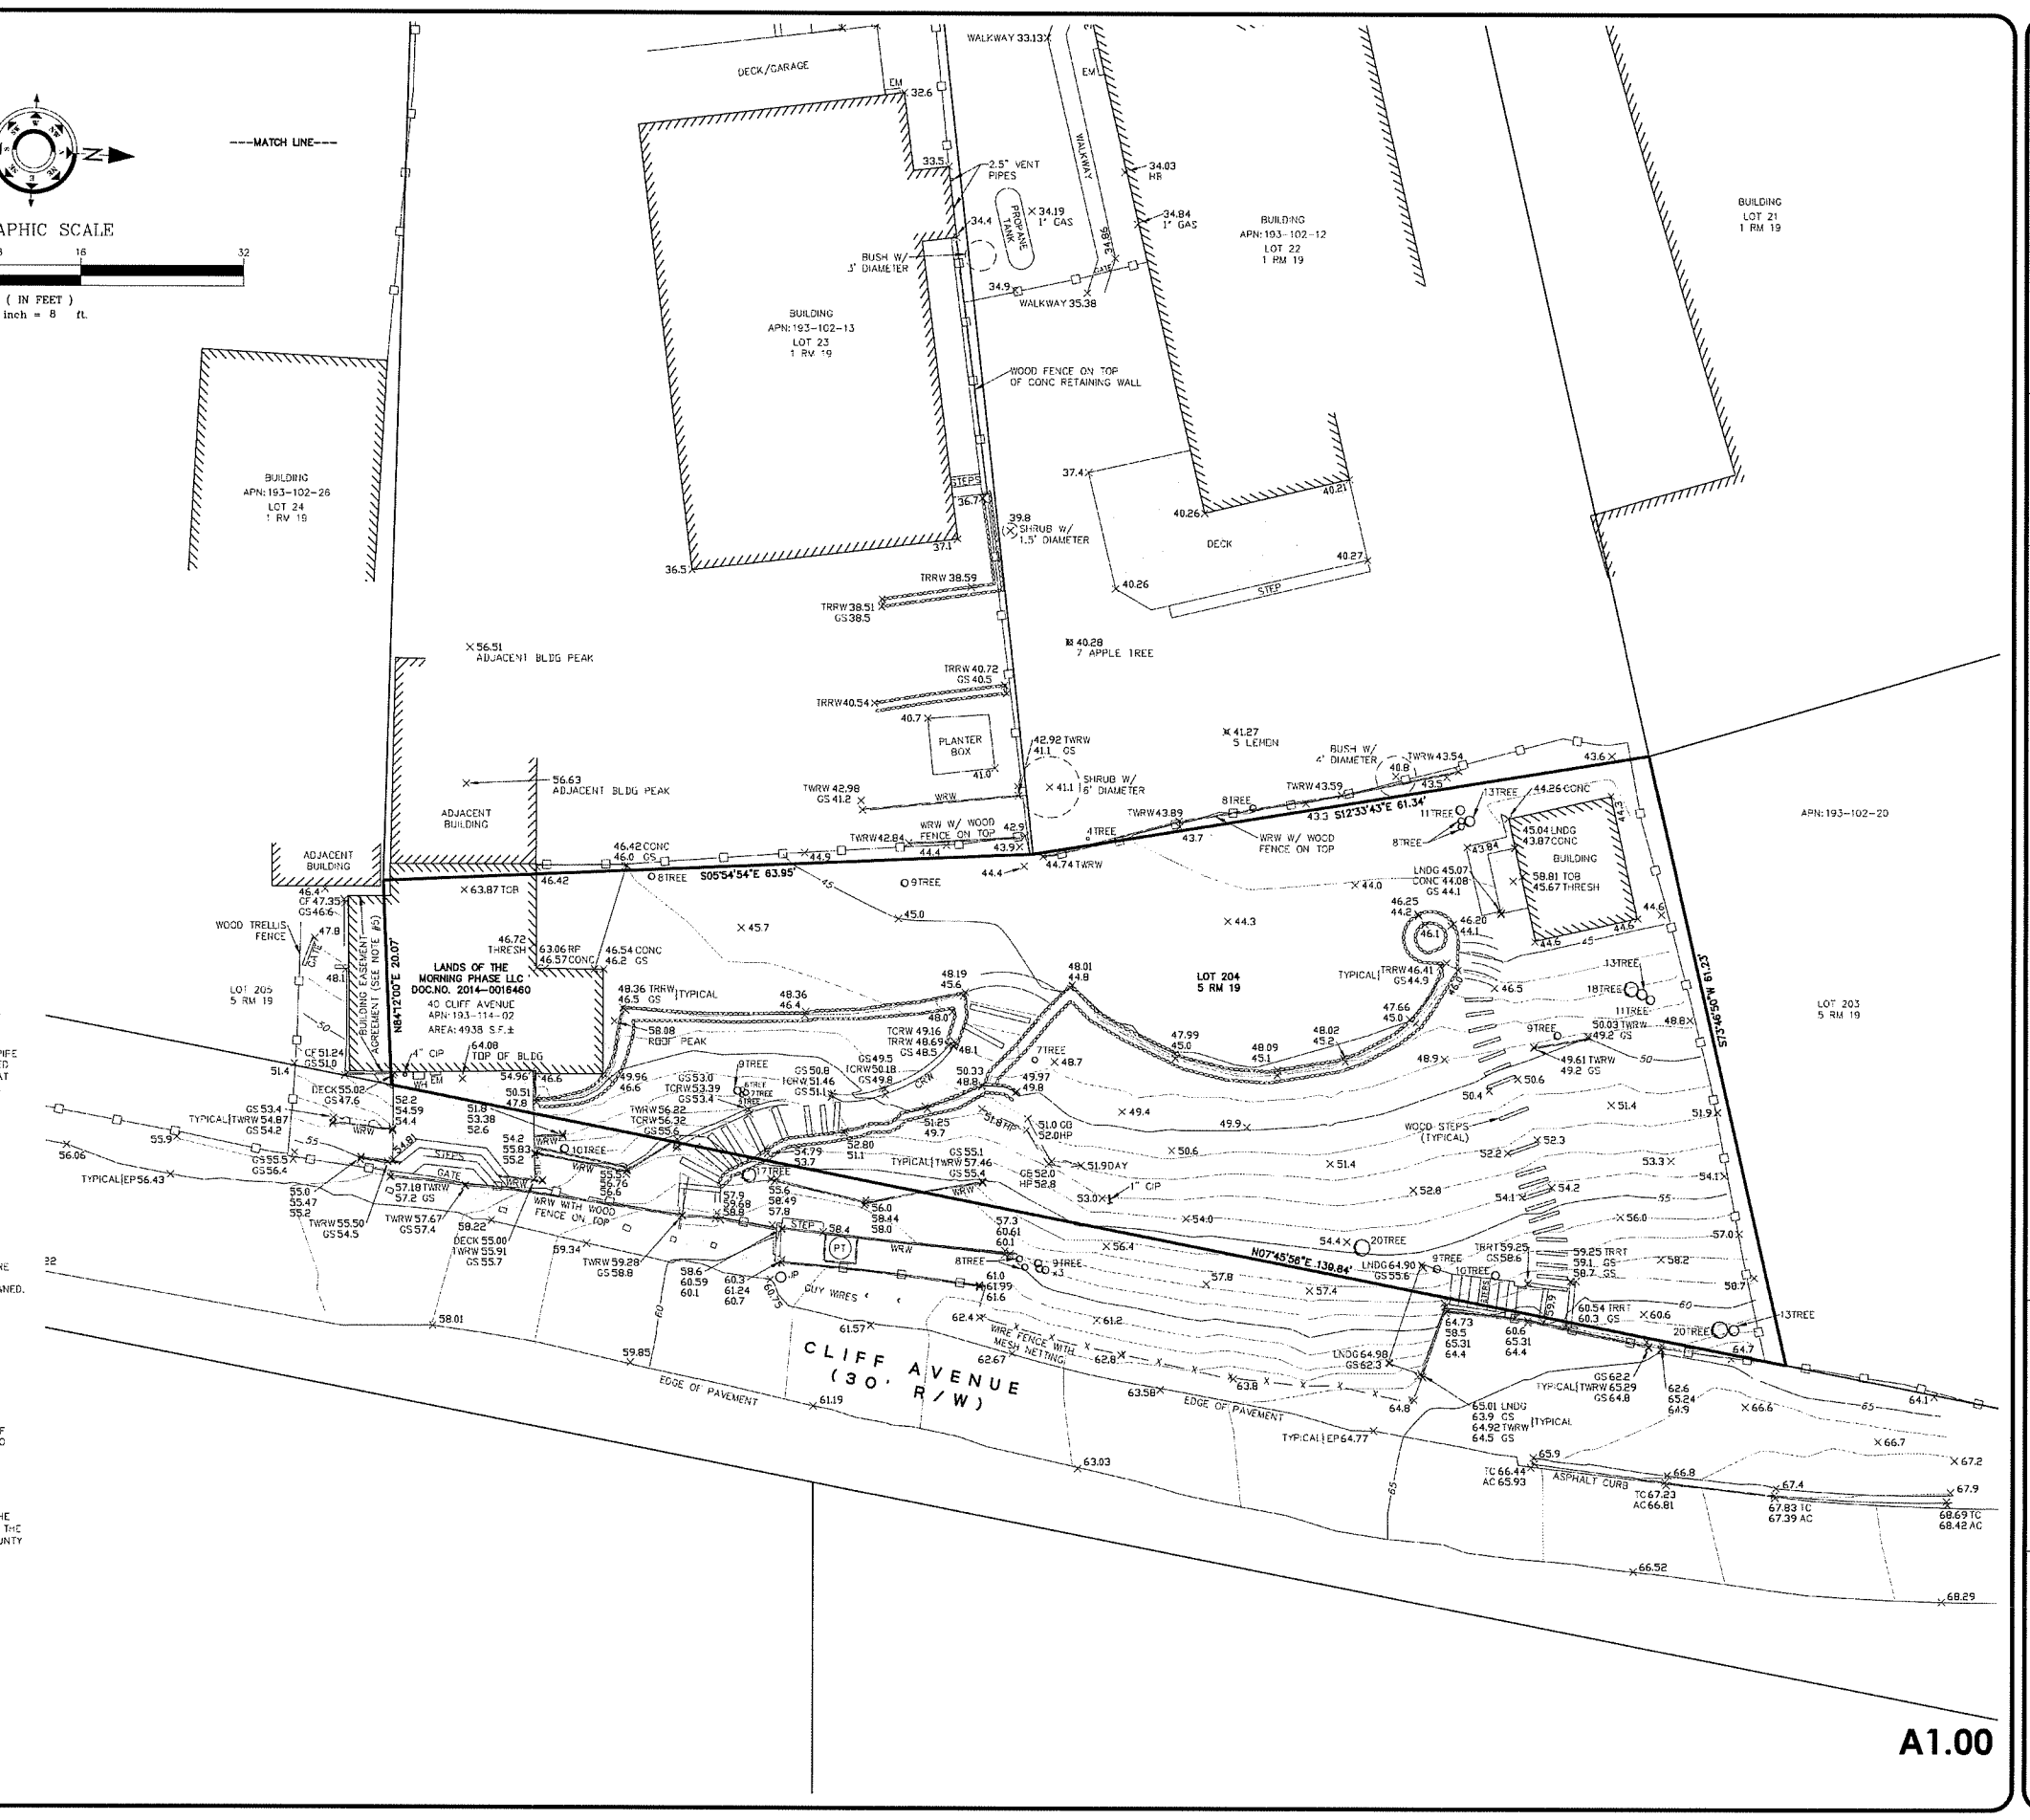 WALKWAY 33.13
DECK/GARAGE
EM
32.6
EM
---MATCH LINE---
N
33.5
2.5" VENT
PIPES
WALKWAY
34.03
HB
34.19
1" GAS
PROPANE
TANK
34.4
34.84
1" GAS
34.86
BUILDING
APN:193-102-12
LOT 22
1 RM 19
BUILDING
LOT 21
1 RM 19
APHIC SCALE
16
32
( IN FEET )
inch = 8 ft.
BUSH W/
3' DIAMETER
GATE
34.9
WALKWAY 35.38
BUILDING
APN:193-102-13
LOT 23
1 RM 19
WOOD FENCE ON TOP
OF CONC RETAINING WALL
BUILDING
APN:193-102-26
LOT 24
1 RM 19
37.4
STEPS
36.7
40.21
40.26
39.8
SHRUB W/
1.5' DIAMETER
37.1
36.5
DECK
40.27
40.26
STEP
TRRW 38.59
TRRW 38.51
GS 38.5
40.28
7 APPLE TREE
56.51
ADJACENT BLDG PEAK
TRRW 40.72
GS 40.5
TRRW 40.54
40.7
PLANTER
BOX
41.0
42.92 TWRW
41.1 GS
41.27
5 LEMON
BUSH W/
4' DIAMETER
TWRW 43.54
40.8
43.5
43.6
56.63
ADJACENT BLDG PEAK
TWRW 42.98
GS 41.2
WRW
41.1
SHRUB W/
6' DIAMETER
TWRW 43.59
TWRW 43.89
8TREE
43.3
S12°33'43"E 61.34'
11TREE
13TREE
44.26 CONC
44.3
APN:193-102-20
ADJACENT
BUILDING
WRW W/ WOOD
FENCE ON TOP
42.9
TWRW 42.84
44.4
43.9
4TREE
43.7
WRW W/ WOOD
FENCE ON TOP
8TREE
45.04 LNDG
43.87 CONC
43.84
BUILDING
58.81 TOB
45.67 THRESH
ADJACENT
BUILDING
46.42 CONC
46.0 GS
44.9
44.74 TWRW
44.4
46.42
8TREE
S05°54'54"E 63.95'
45
9TREE
44.0
LNDG 45.07
CONC 44.08
GS 44.1
46.4
CF 47.35
GS 46.6
63.87 TOB
45.7
45.0
44.3
46.25
44.2
46.20
44.1
46.1
44.6
44.6
44.6
45
WOOD TRELLIS
FENCE
GATE
47.8
48.1
BUILDING EASEMENT
AGREEMENT (SEE NOTE #5)
N84°12'00"E 20.07'
46.72
THRESH
63.06 RF
46.57 CONC
46.54 CONC
46.2 GS
LANDS OF THE
MORNING PHASE LLC
DOC.NO. 2014-0016460
40 CLIFF AVENUE
APN:193-114-02
AREA: 4938 S.F.±
LOT 205
5 RM 19
50
48.36 TRRW
46.5 GS
TYPICAL
48.36
46.4
48.19
45.6
48.0
48.01
44.8
LOT 204
5 RM 19
TYPICAL
TRRW 46.41
GS 44.9
46.0
46.5
13TREE
18TREE
11TREE
S73°46'50"W 61.23'
LOT 203
5 RM 19
CF 51.24
GS 51.0
51.4
4" CIP
64.08
TOP OF BLDG
58.08
ROOF PEAK
TCRW 49.16
TRRW 48.69
GS 48.5
48.1
7TREE
48.7
47.99
45.0
48.09
45.1
48.02
45.2
47.66
45.0
48.9
9TREE
50.03 TWRW
49.2 GS
49.61 TWRW
49.2 GS
48.8
50
DECK 55.02
GS 47.6
WH
EM
54.96
46.6
49.96
46.6
9TREE
7TREE
GS 53.0
TCRW 53.39
GS 53.4
GS 50.8
TCRW 51.46
GS 51.1
GS 49.5
TCRW 50.18
GS 49.8
CRW
50.33
48.8
49.97
49.8
50.6
50.4
51.4
51.9
GS 53.4
TYPICAL
TWRW 54.87
GS 54.2
WRW
52.2
54.59
54.4
54.81
51.8
53.38
52.6
50.51
47.8
54.2
55.83
55.2
WRW
10TREE
TWRW 56.22
TCRW 56.32
GS 55.6
51.25
49.7
51.8 HP
51.0 GB
52.0 HP
49.4
49.9
WOOD STEPS
(TYPICAL)
52.3
52.2
53.3
55.9
56.06
55
TYPICAL
EP 56.43
GS 55.5
GS 56.4
STEPS
GATE
WRW
WRW
55.5
57.76
56.6
54.79
53.7
52.80
51.1
17TREE
TYPICAL
GS 55.1
TWRW 57.46
GS 55.4
WRW
GB 52.0
HP 52.8
51.9 DAY
53.0
1" CIP
50.6
51.4
52.8
54.0
54.1
54.2
54.1
55
55.0
55.47
55.2
57.18 TWRW
57.2 GS
WRW WITH WOOD
FENCE ON TOP
57.9
59.68
58.8
55.6
58.49
57.8
56.0
58.44
58.0
TWRW 55.50
GS 54.5
TWRW 57.67
GS 57.4
58.22
DECK 55.00
TWRW 55.91
GS 55.7
59.34
TWRW 59.28
GS 58.8
STEP
58.4
PT
WRW
57.3
60.61
60.1
56.4
54.4
20TREE
56.0
57.0
N07°45'56"E 139.84'
58.6
60.59
60.1
60.3
61.24
60.7
JP
60.75
GUY WIRES
8TREE
9TREE
x3
61.0
61.99
61.6
57.8
57.4
LNDG 64.90
GS 55.6
9TREE
TRRT 59.25
GS 58.6
10TREE
STEPS
59.25 TRRT
59.1 GS
58.7 GS
58.2
59.9
60
60.54 TRRT
60.3 GS
60.6
20TREE
13TREE
58.01
60
59.85
61.57
62.4
WIRE FENCE WITH
MESH NETTING
61.2
62.8
62.67
63.58
63.8
64.8
LNDG 64.98
GS 62.3
64.73
58.5
65.31
64.4
60.6
65.31
64.4
64.7
CLIFF AVENUE
(30' R/W)
EDGE OF PAVEMENT
61.19
EDGE OF PAVEMENT
TYPICAL
EP 64.77
65.01 LNDG
63.9 GS
64.92 TWRW
64.5 GS
TYPICAL
GS 62.2
TYPICAL
TWRW 65.29
GS 64.8
62.6
65.24
64.9
66.6
65
64.1
66.7
67.2
63.03
65
65.9
TC 66.44
AC 65.93
ASPHALT CURB
66.8
TC 67.23
AC 66.81
67.4
67.83 TC
67.39 AC
67.9
68.69 TC
68.42 AC
66.52
68.29
A1.00